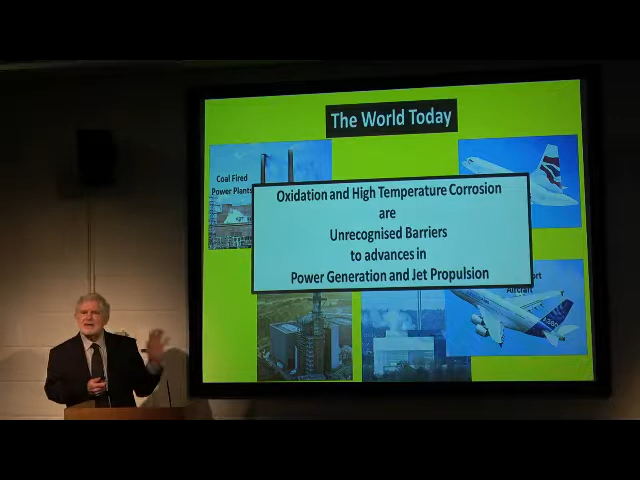 The World Today
Coal Fired
Power Plants
Oxidation and High Temperature Corrosion
are
Unrecognised Barriers
to advances in
Power Generation and Jet Propulsion
Aircraft
A380